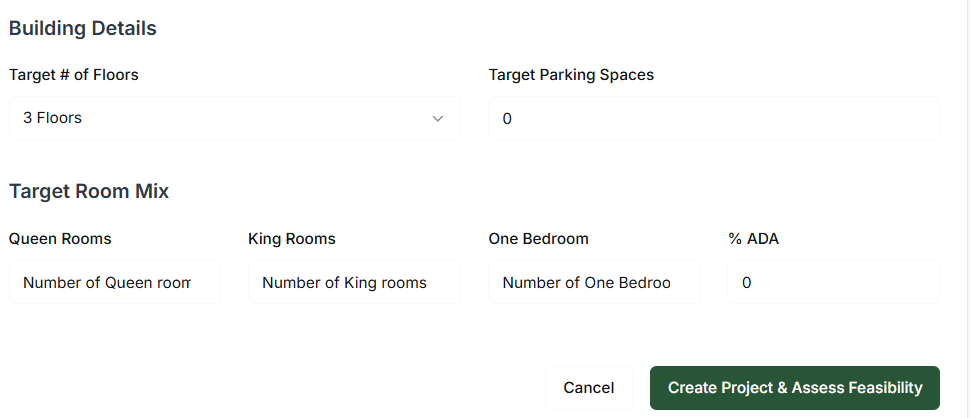 Building Details
Target # of Floors
Target Parking Spaces
3 Floors
0
Target Room Mix
Queen Rooms
King Rooms
One Bedroom
% ADA
Number of Queen room
Number of King rooms
Number of One Bedroo
0
Cancel
Create Project & Assess Feasibility